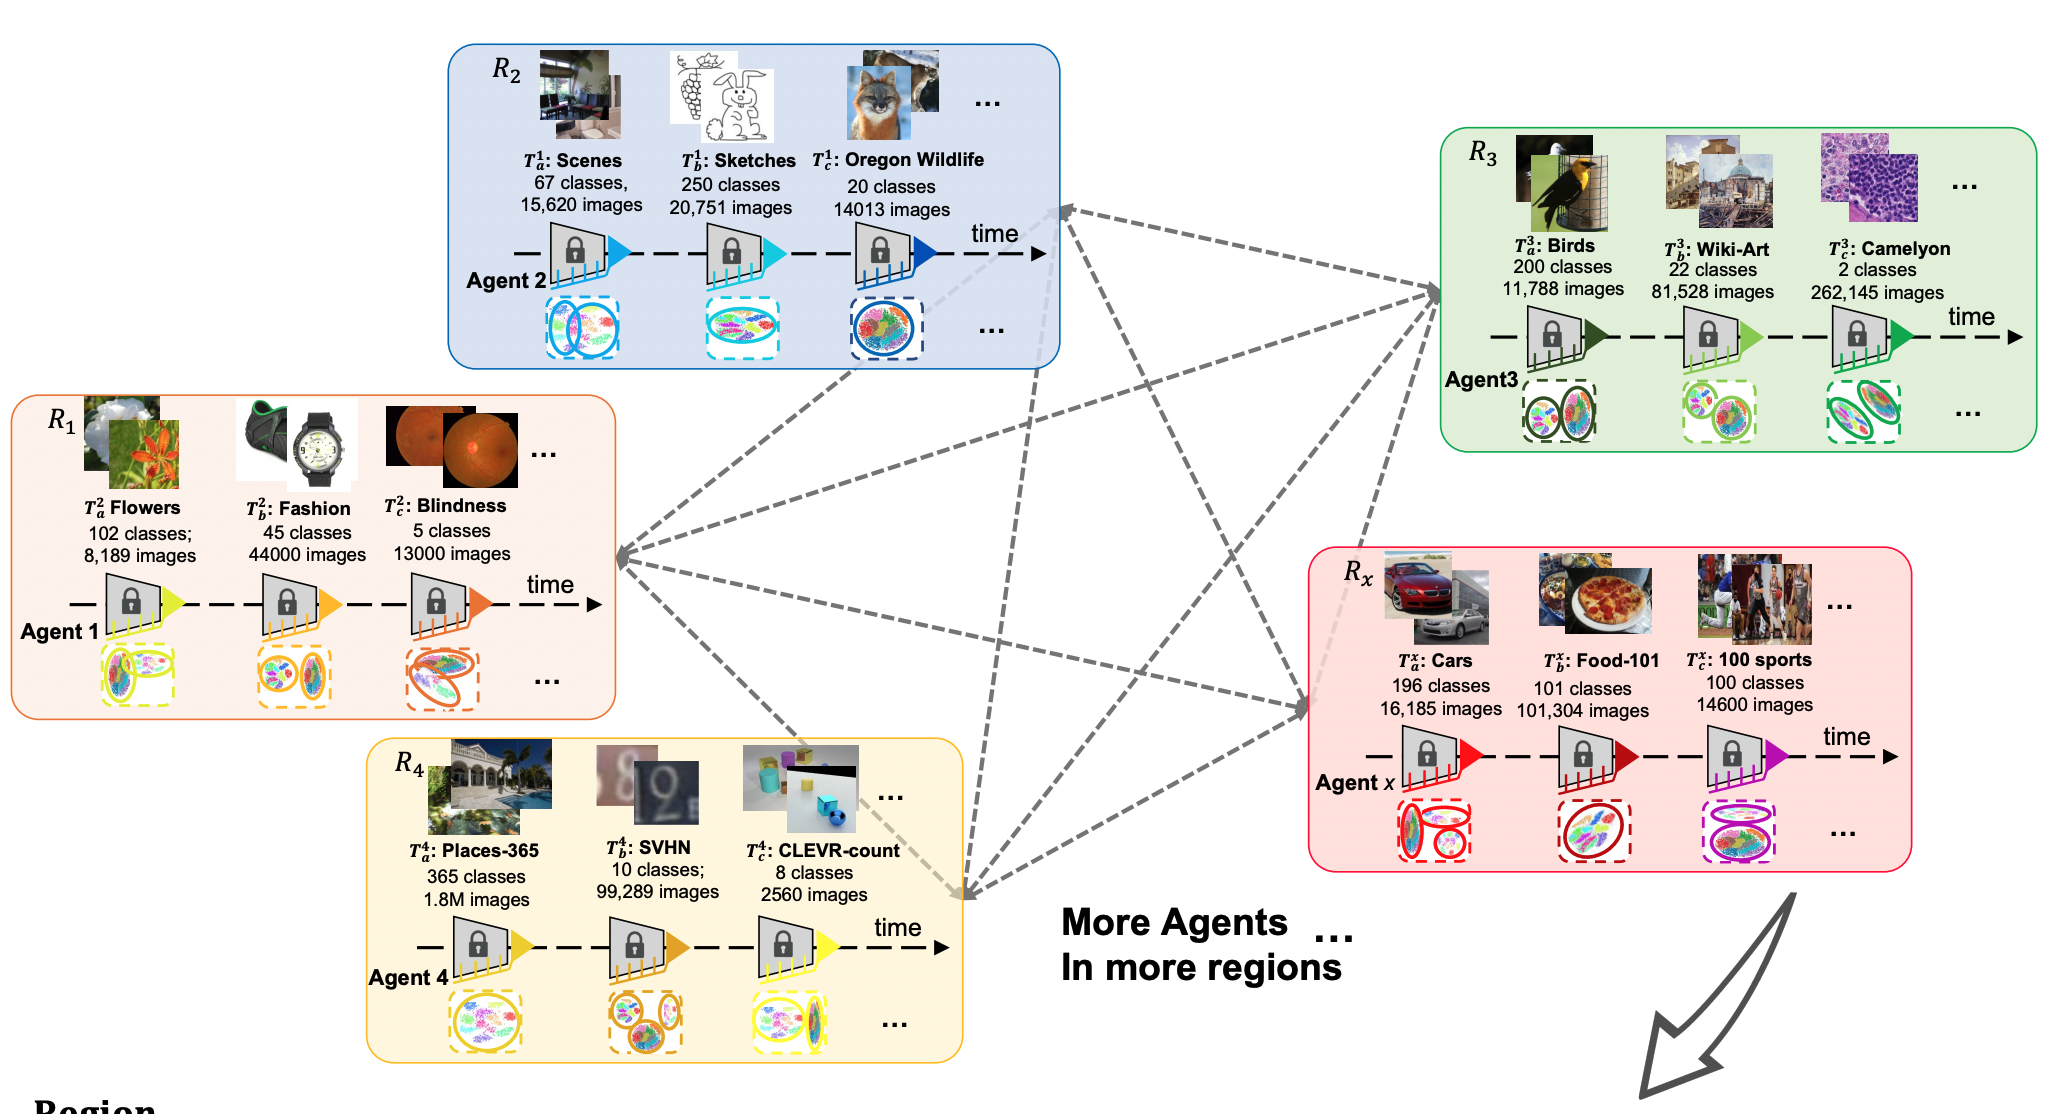 R₂
T_a^1: Scenes
67 classes,
15,620 images
T_b^1: Sketches
250 classes
20,751 images
T_c^1: Oregon Wildlife
20 classes
14013 images
...
time
Agent 2
...
R₃
T_a^3: Birds
200 classes
11,788 images
T_b^3: Wiki-Art
22 classes
81,528 images
T_c^3: Camelyon
2 classes
262,145 images
...
time
Agent3
...
R₁
T_a^2 Flowers
102 classes;
8,189 images
T_b^2: Fashion
45 classes
44000 images
T_c^2: Blindness
5 classes
13000 images
...
time
Agent 1
...
Rₓ
T_a^x: Cars
196 classes
16,185 images
T_b^x: Food-101
101 classes
101,304 images
T_c^x: 100 sports
100 classes
14600 images
...
time
Agent x
...
R₄
T_a^4: Places-365
365 classes
1.8M images
T_b^4: SVHN
10 classes;
99,289 images
T_c^4: CLEVR-count
8 classes
2560 images
...
time
Agent 4
...
More Agents ...
In more regions
Region